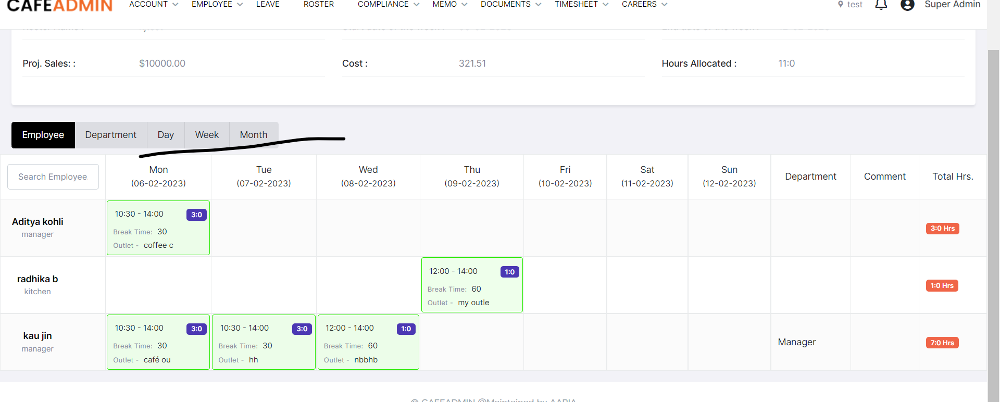 CAFEADMIN ACCOUNT EMPLOYEE LEAVE ROSTER COMPLIANCE MEMO DOCUMENTS TIMESHEET CAREERS test Super Admin
Proj. Sales: : $10000.00 Cost : 321.51 Hours Allocated : 11:0
Employee Department Day Week Month
Search Employee. Mon Tue Wed Thu Fri Sat Sun Department Comment Total Hrs.
(06-02-2023) (07-02-2023) (08-02-2023) (09-02-2023) (10-02-2023) (11-02-2023) (12-02-2023)
Aditya kohli
manager
10:30 - 14:00 3:0
Break Time: 30
Outlet - coffee c
3:0 Hrs
radhika b
kitchen
12:00 - 14:00 1:0
Break Time: 60
Outlet - my outle
1:0 Hrs
kau jin
manager
10:30 - 14:00 3:0
Break Time: 30
Outlet - café ou
10:30 - 14:00 3:0
Break Time: 30
Outlet - hh
12:00 - 14:00 1:0
Break Time: 60
Outlet - nbbhb
Manager
7:0 Hrs
© CAFEADMIN @Maintained by AARIA